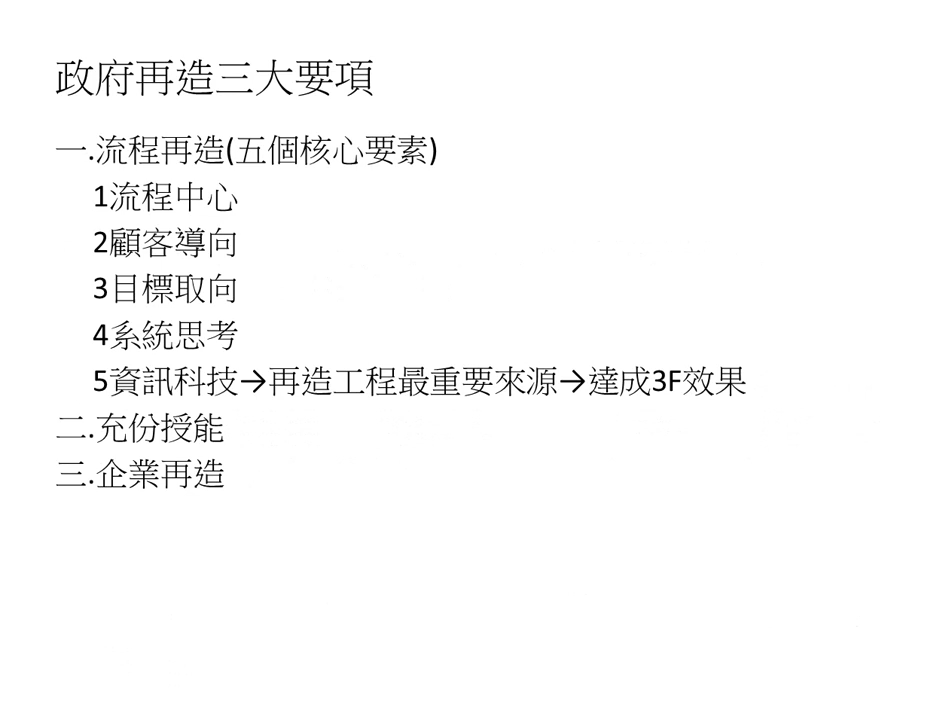 政府再造三大要項
一.流程再造(五個核心要素)
1流程中心
2顧客導向
3目標取向
4系統思考
5資訊科技→再造工程最重要來源→達成3F效果
二.充份授能
三.企業再造